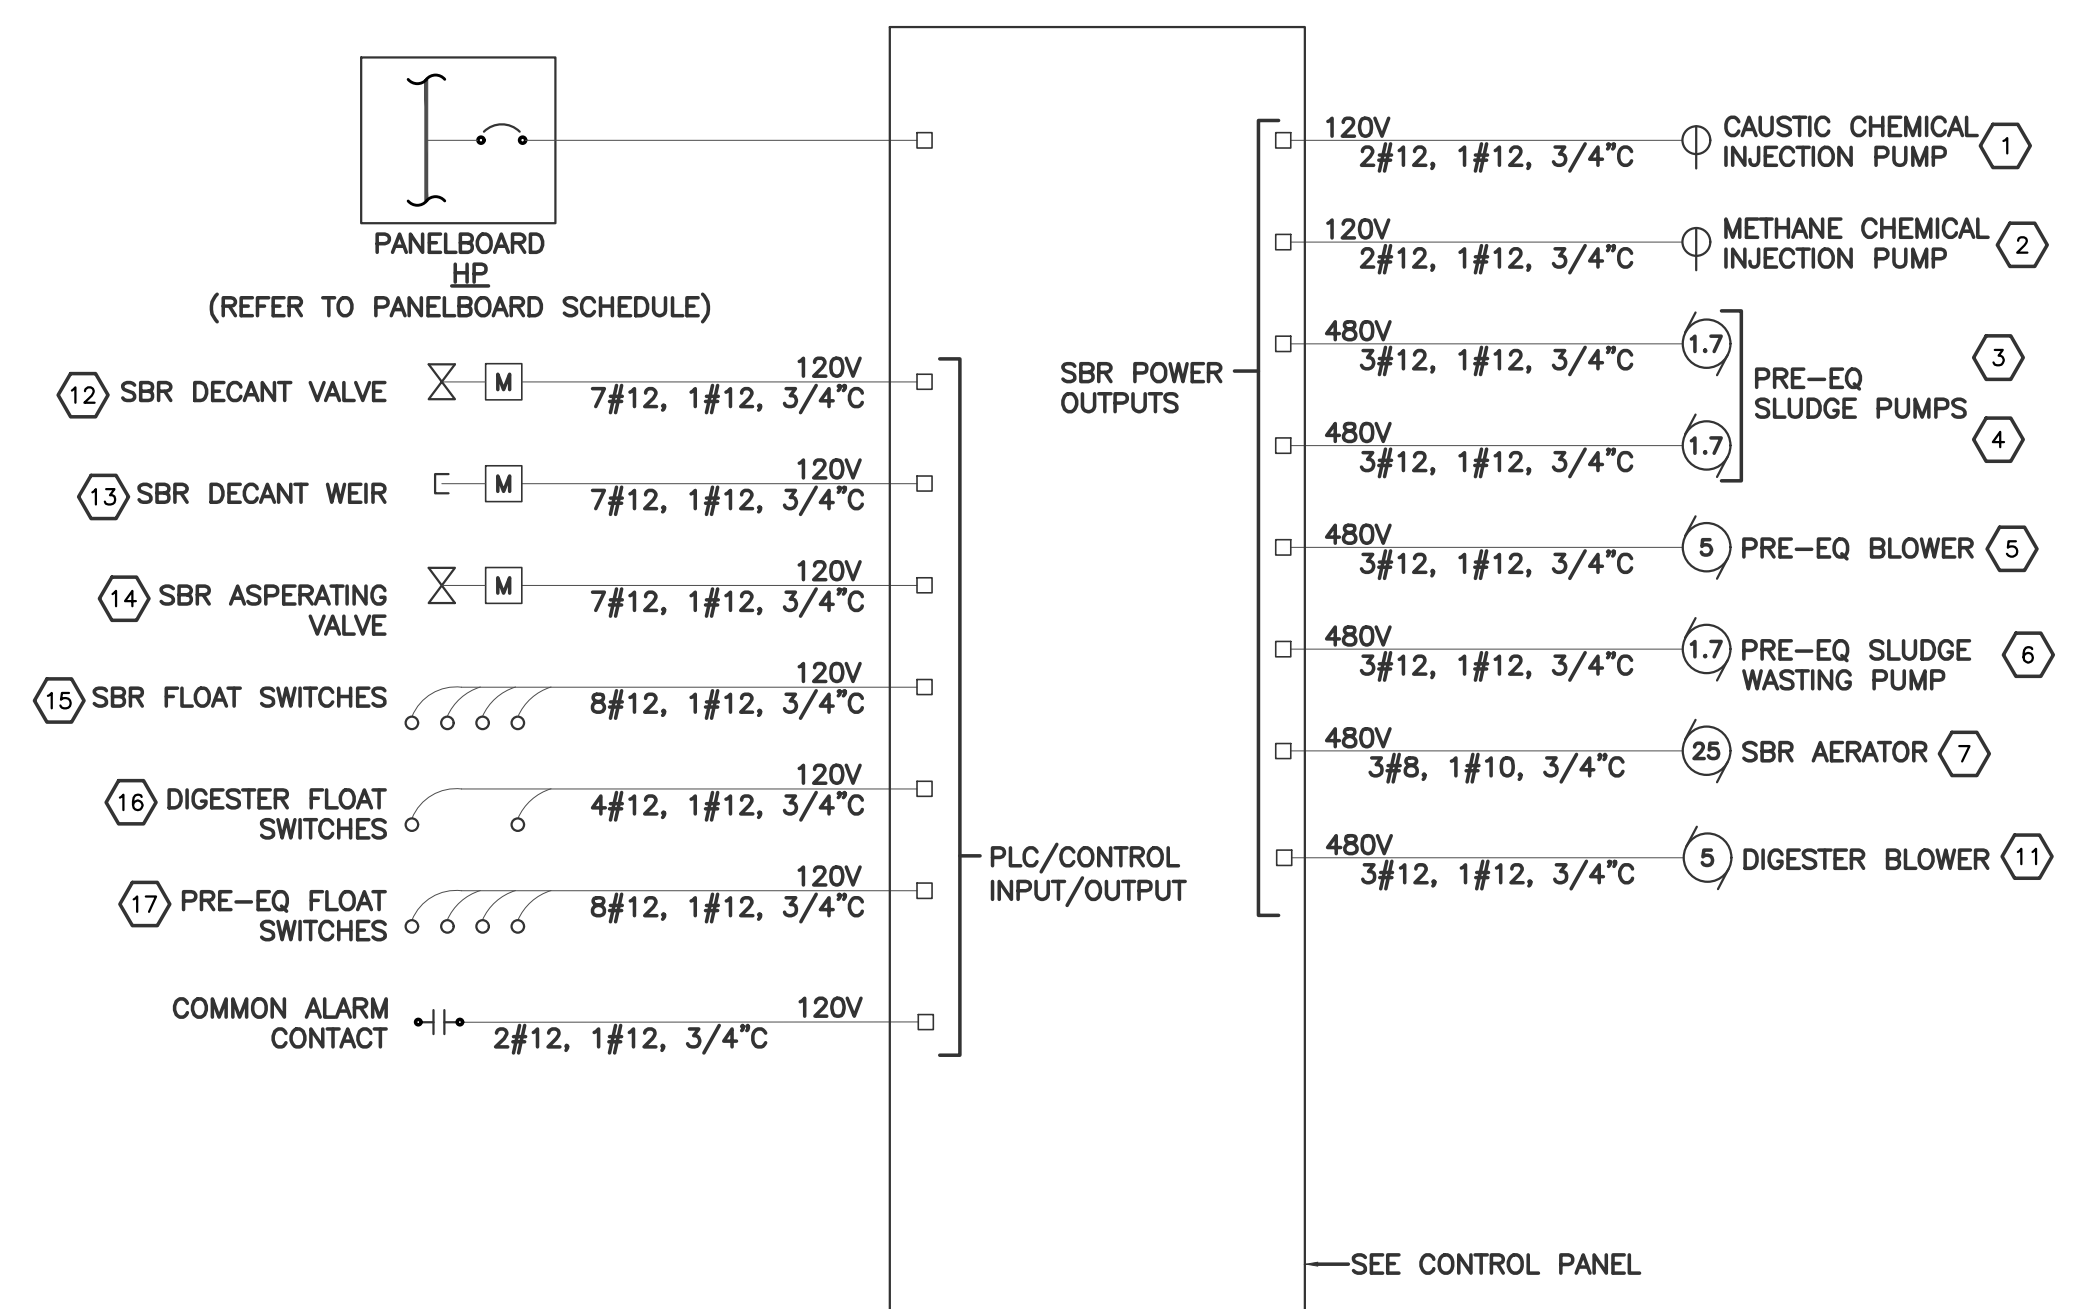 PANELBOARD
HP
(REFER TO PANELBOARD SCHEDULE)
12 SBR DECANT VALVE M 120V
7#12, 1#12, 3/4"C
13 SBR DECANT WEIR M 120V
7#12, 1#12, 3/4"C
14 SBR ASPERATING
VALVE
M 120V
7#12, 1#12, 3/4"C
15 SBR FLOAT SWITCHES 120V
8#12, 1#12, 3/4"C
16 DIGESTER FLOAT
SWITCHES
120V
4#12, 1#12, 3/4"C
17 PRE-EQ FLOAT
SWITCHES
120V
8#12, 1#12, 3/4"C
COMMON ALARM
CONTACT
120V
2#12, 1#12, 3/4"C
PLC/CONTROL
INPUT/OUTPUT
SBR POWER
OUTPUTS
120V
2#12, 1#12, 3/4"C
CAUSTIC CHEMICAL
INJECTION PUMP
1
120V
2#12, 1#12, 3/4"C
METHANE CHEMICAL
INJECTION PUMP
2
480V
3#12, 1#12, 3/4"C
1.7
3
480V
3#12, 1#12, 3/4"C
1.7
PRE-EQ
SLUDGE PUMPS
4
480V
3#12, 1#12, 3/4"C
5 PRE-EQ BLOWER 5
480V
3#12, 1#12, 3/4"C
1.7
PRE-EQ SLUDGE
WASTING PUMP
6
480V
3#8, 1#10, 3/4"C
25 SBR AERATOR 7
480V
3#12, 1#12, 3/4"C
5 DIGESTER BLOWER 11
SEE CONTROL PANEL